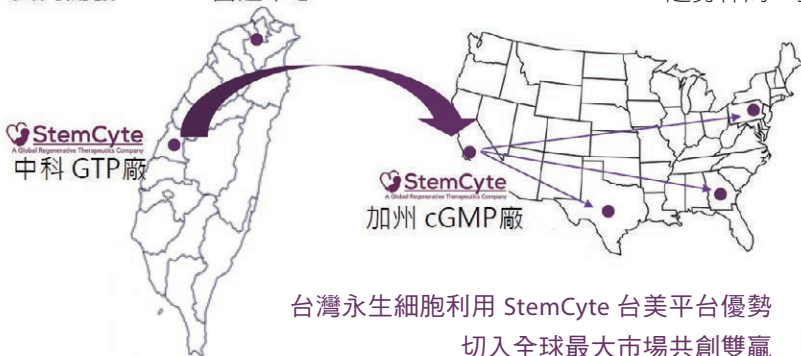 StemCyte
A Global Regenerative Therapeutics Company
中科 GTP廠
StemCyte
A Global Regenerative Therapeutics Company
加州 cGMP廠
台灣永生細胞利用 StemCyte 台美平台優勢
切入全球最大市場共創雙贏